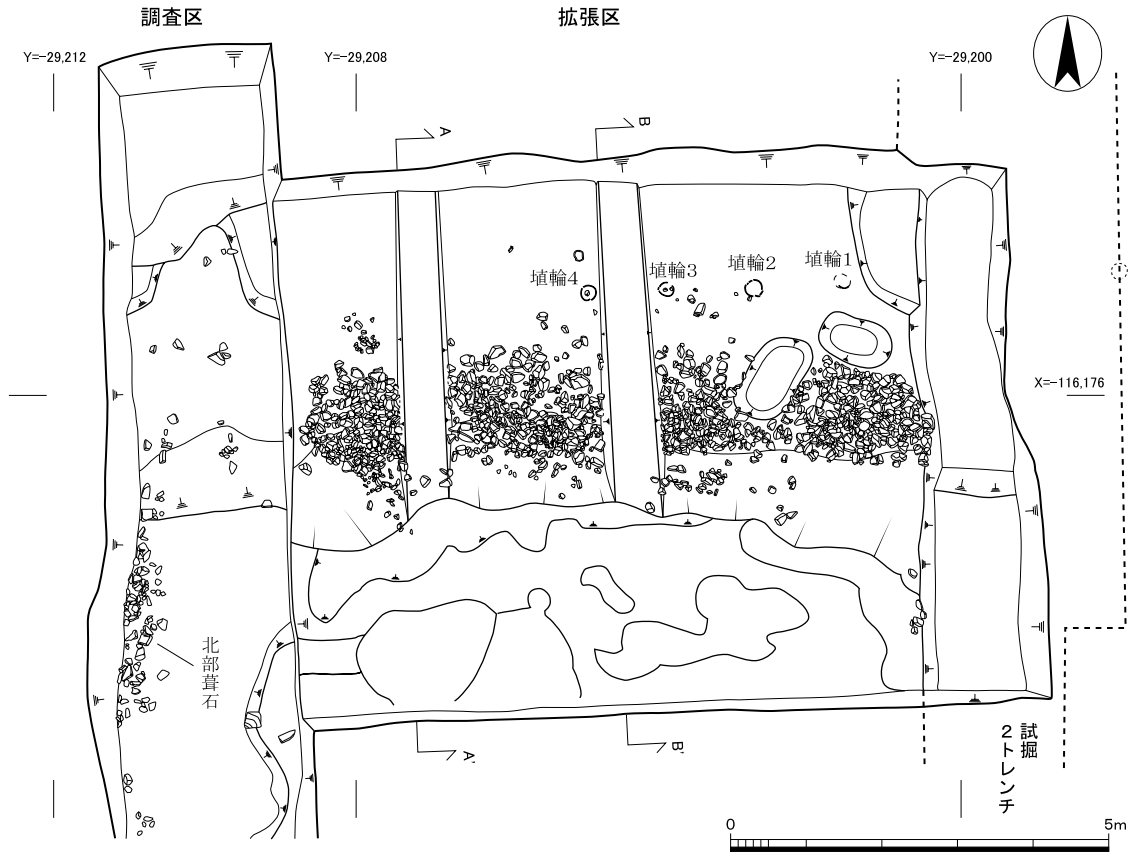 調査区
拡張区
Y=-29,212
Y=-29,208
Y=-29,200
A
B
埴輪4
埴輪3
埴輪2
埴輪1
X=-116,176
北部葺石
A'
B'
試掘
2トレンチ
0
5m